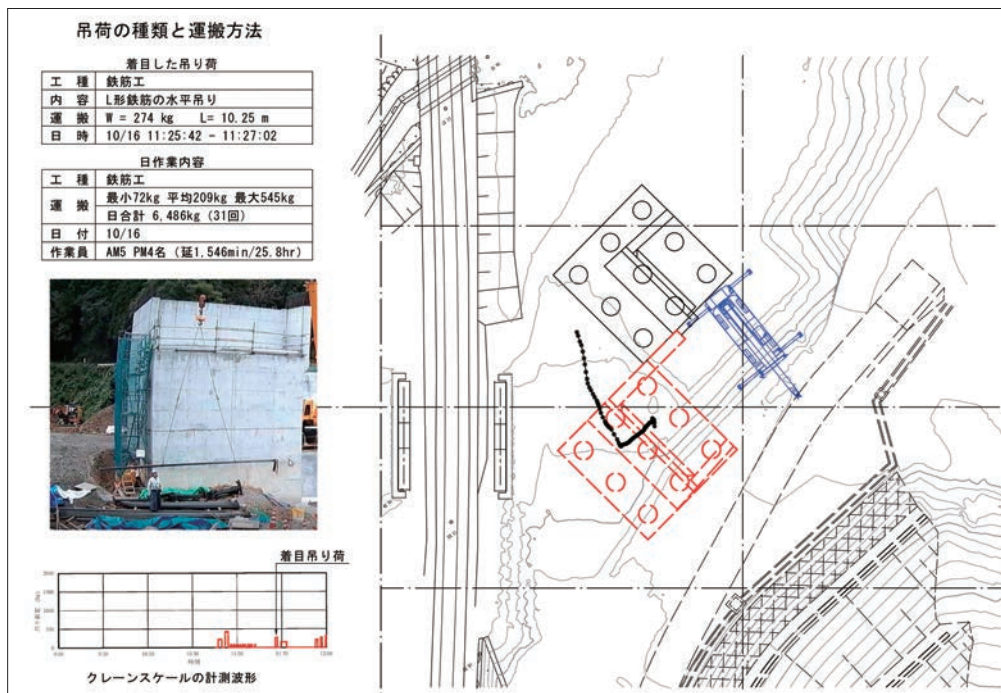 吊荷の種類と運搬方法
着目した吊り荷
工 種 鉄筋工
内 容 L形鉄筋の水平吊り
運 搬 W = 274 kg L= 10.25 m
日 時 10/16 11:25:42 - 11:27:02
日作業内容
工 種 鉄筋工
運 搬 最小72kg 平均209kg 最大545kg
日合計 6,486kg (31回)
日 付 10/16
作業員 AM5 PM4名 (延1,546min/25.8hr)
着目吊り荷
時間
クレーンスケールの計測波形